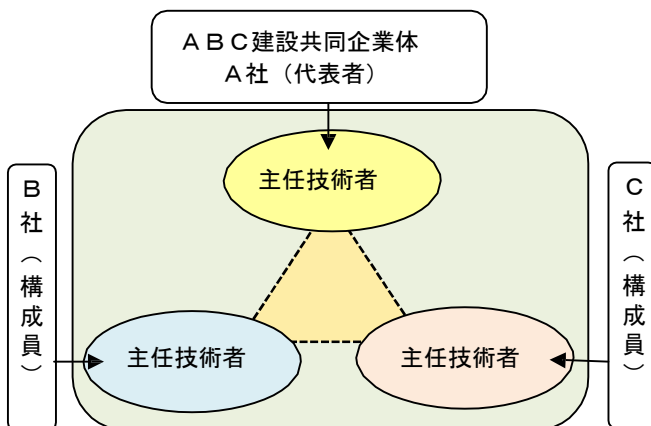 ＡＢＣ建設共同企業体
Ａ社（代表者）
主任技術者
Ｂ社（構成員）
Ｃ社（構成員）
主任技術者
主任技術者